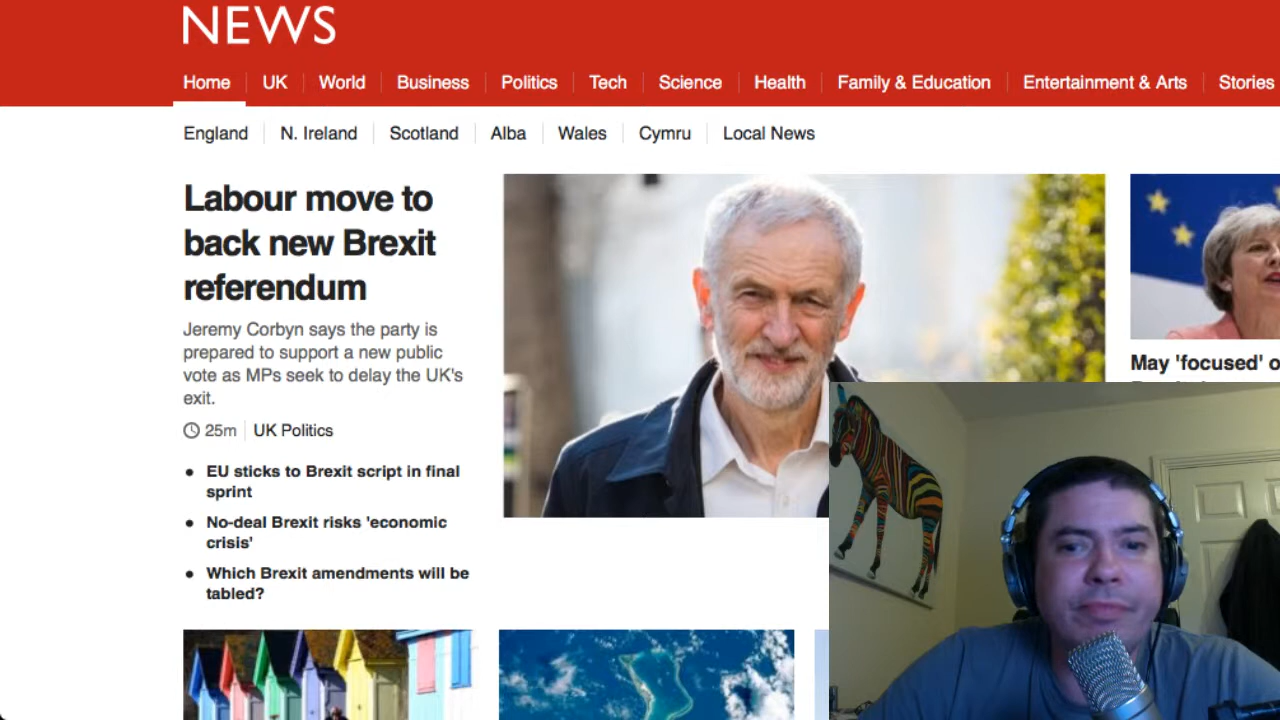 NEWS
Home UK World Business Politics Tech Science Health Family & Education Entertainment & Arts Stories
England N. Ireland Scotland Alba Wales Cymru Local News
Labour move to
back new Brexit
referendum
Jeremy Corbyn says the party is
prepared to support a new public
vote as MPs seek to delay the UK's
exit.
25m UK Politics
EU sticks to Brexit script in final
sprint
No-deal Brexit risks 'economic
crisis'
Which Brexit amendments will be
tabled?
May 'focused' o